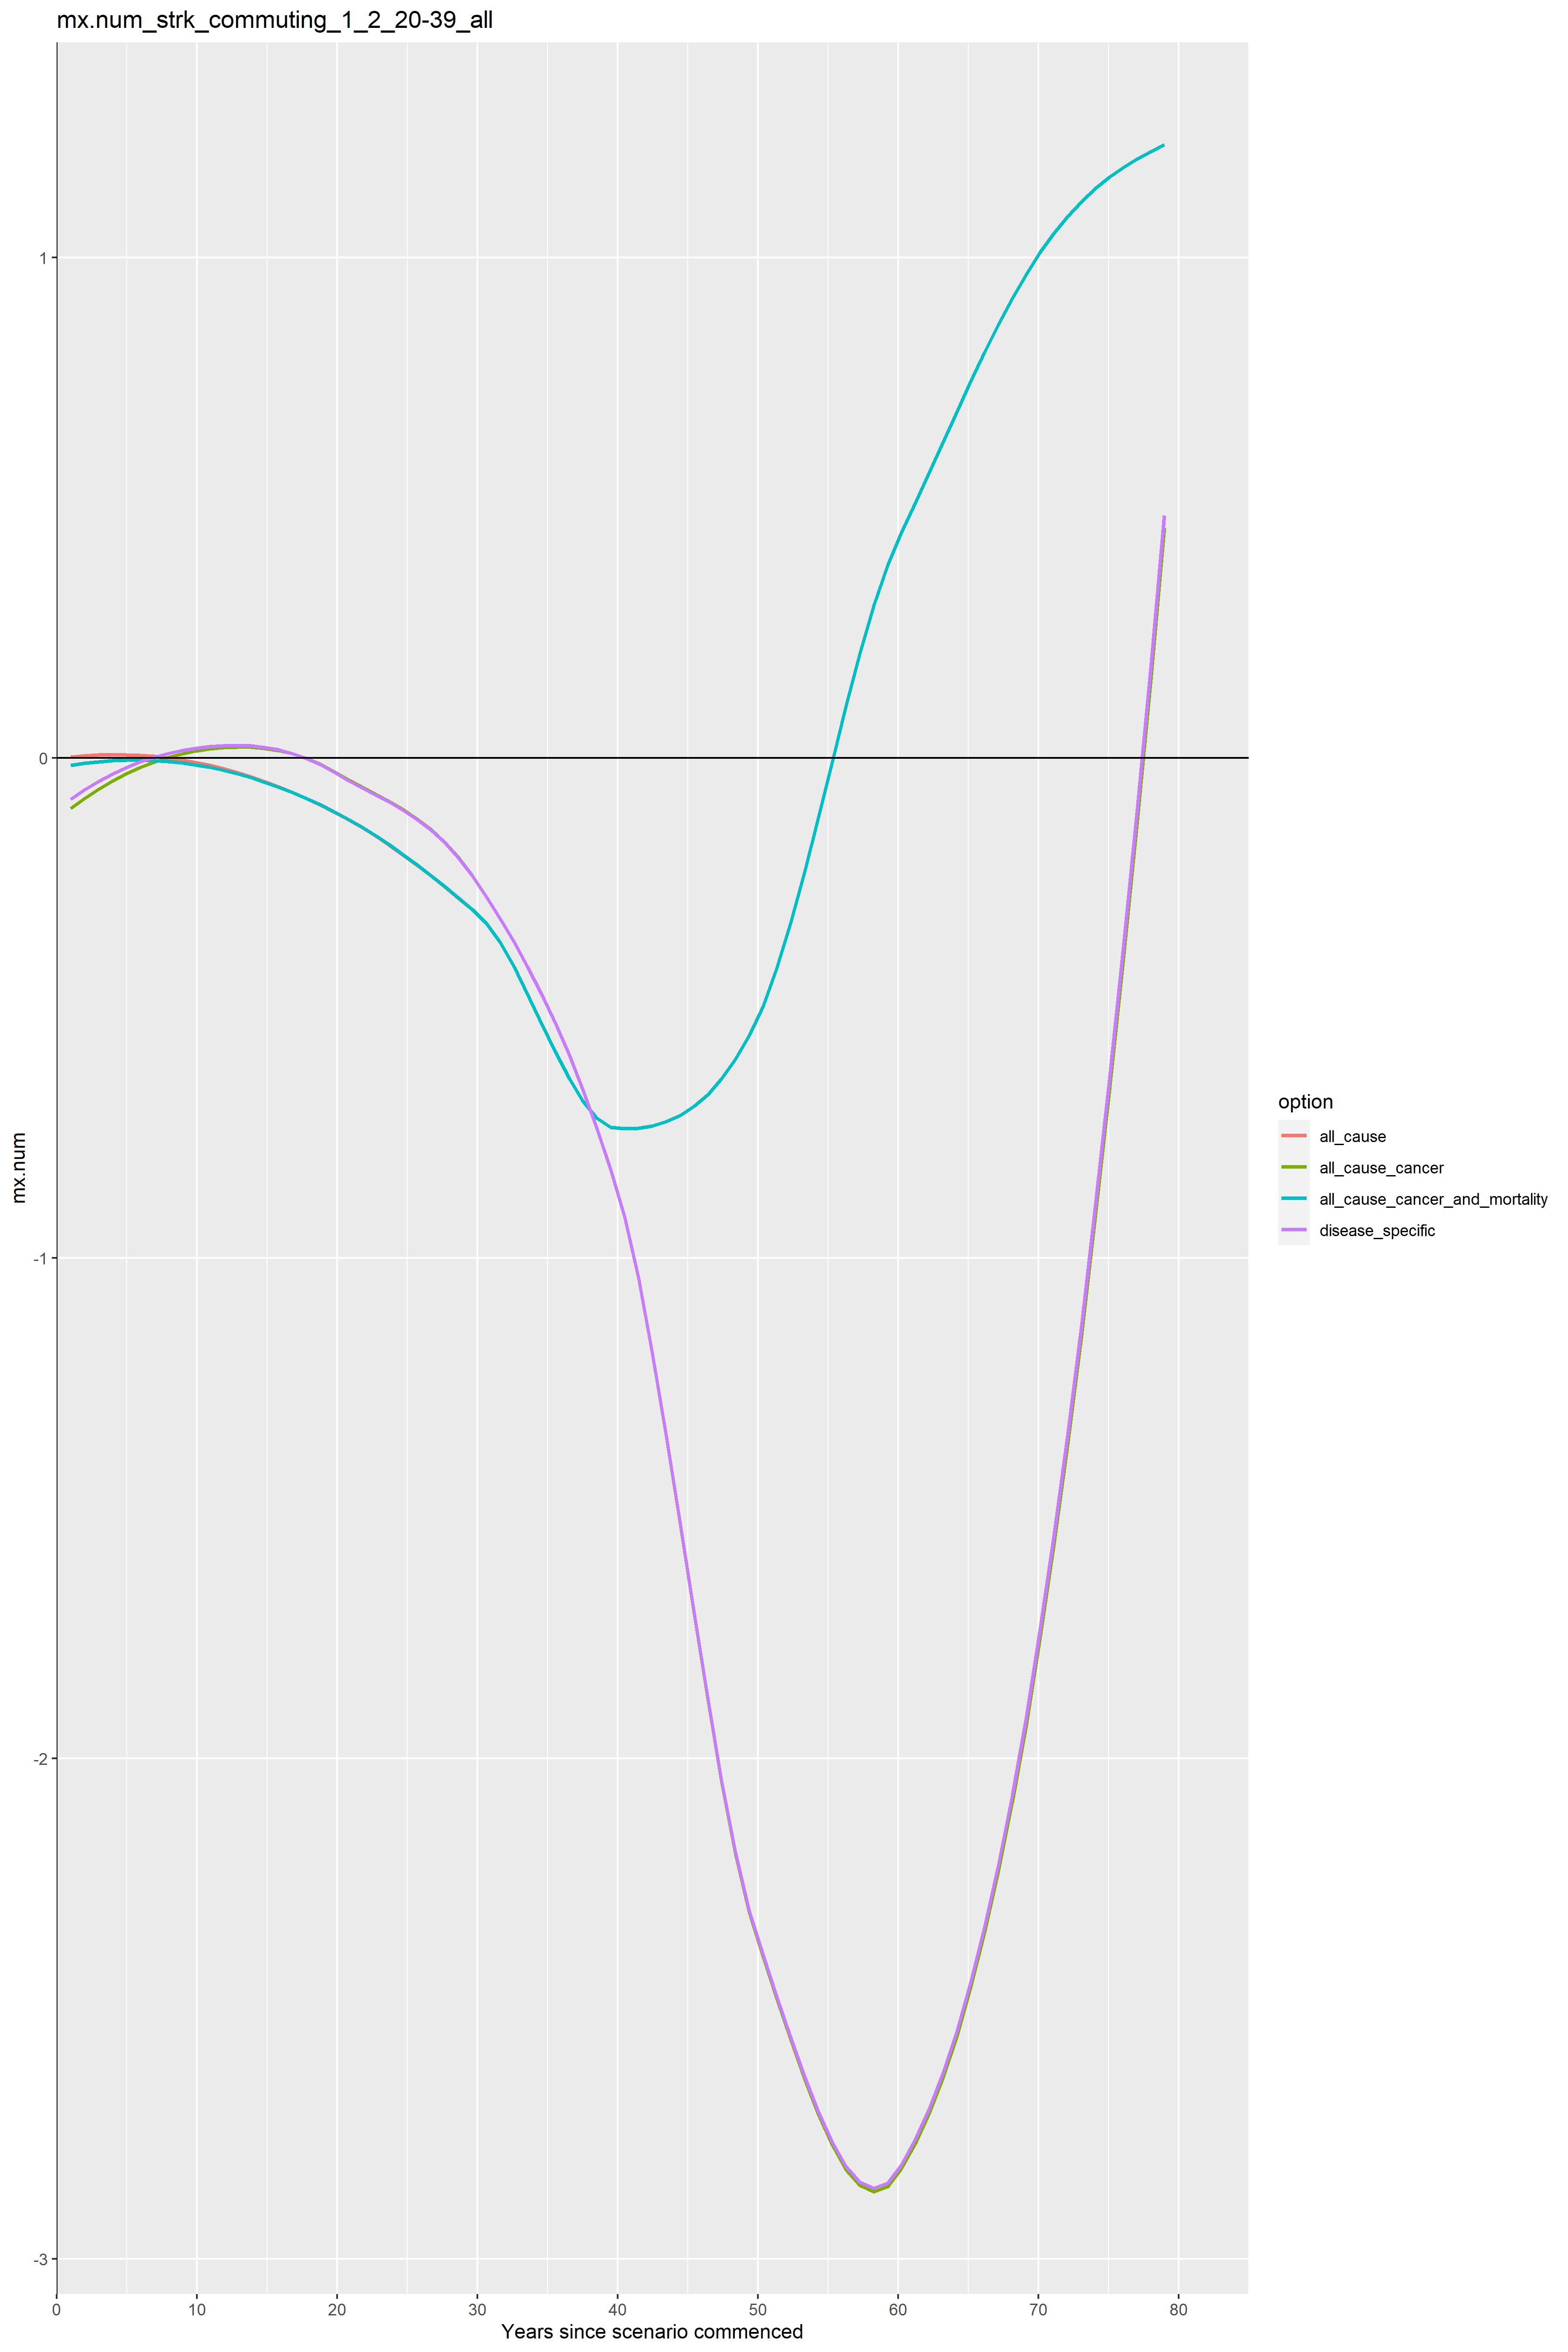 mx.num_strk_commuting_1_2_20-39_all
1
0
-1
-2
-3
mx.num
0 10 20 30 40 50 60 70 80
Years since scenario commenced
option
all_cause
all_cause_cancer
all_cause_cancer_and_mortality
disease_specific